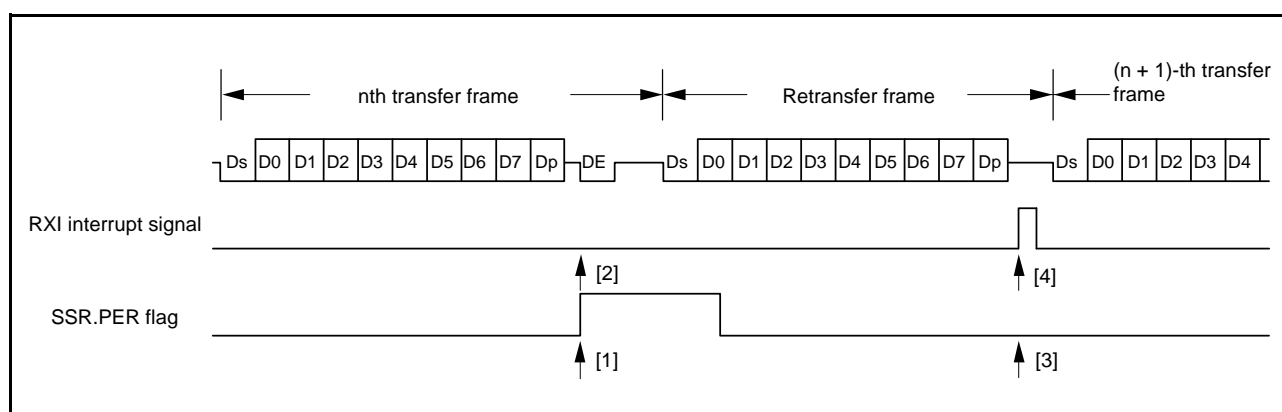 nth transfer frame
Retransfer frame
(n + 1)-th transfer
frame
Ds D0 D1 D2 D3 D4 D5 D6 D7 Dp DE Ds D0 D1 D2 D3 D4 D5 D6 D7 Dp Ds D0 D1 D2 D3 D4
RXI interrupt signal
[2] [4]
SSR.PER flag
[1] [3]